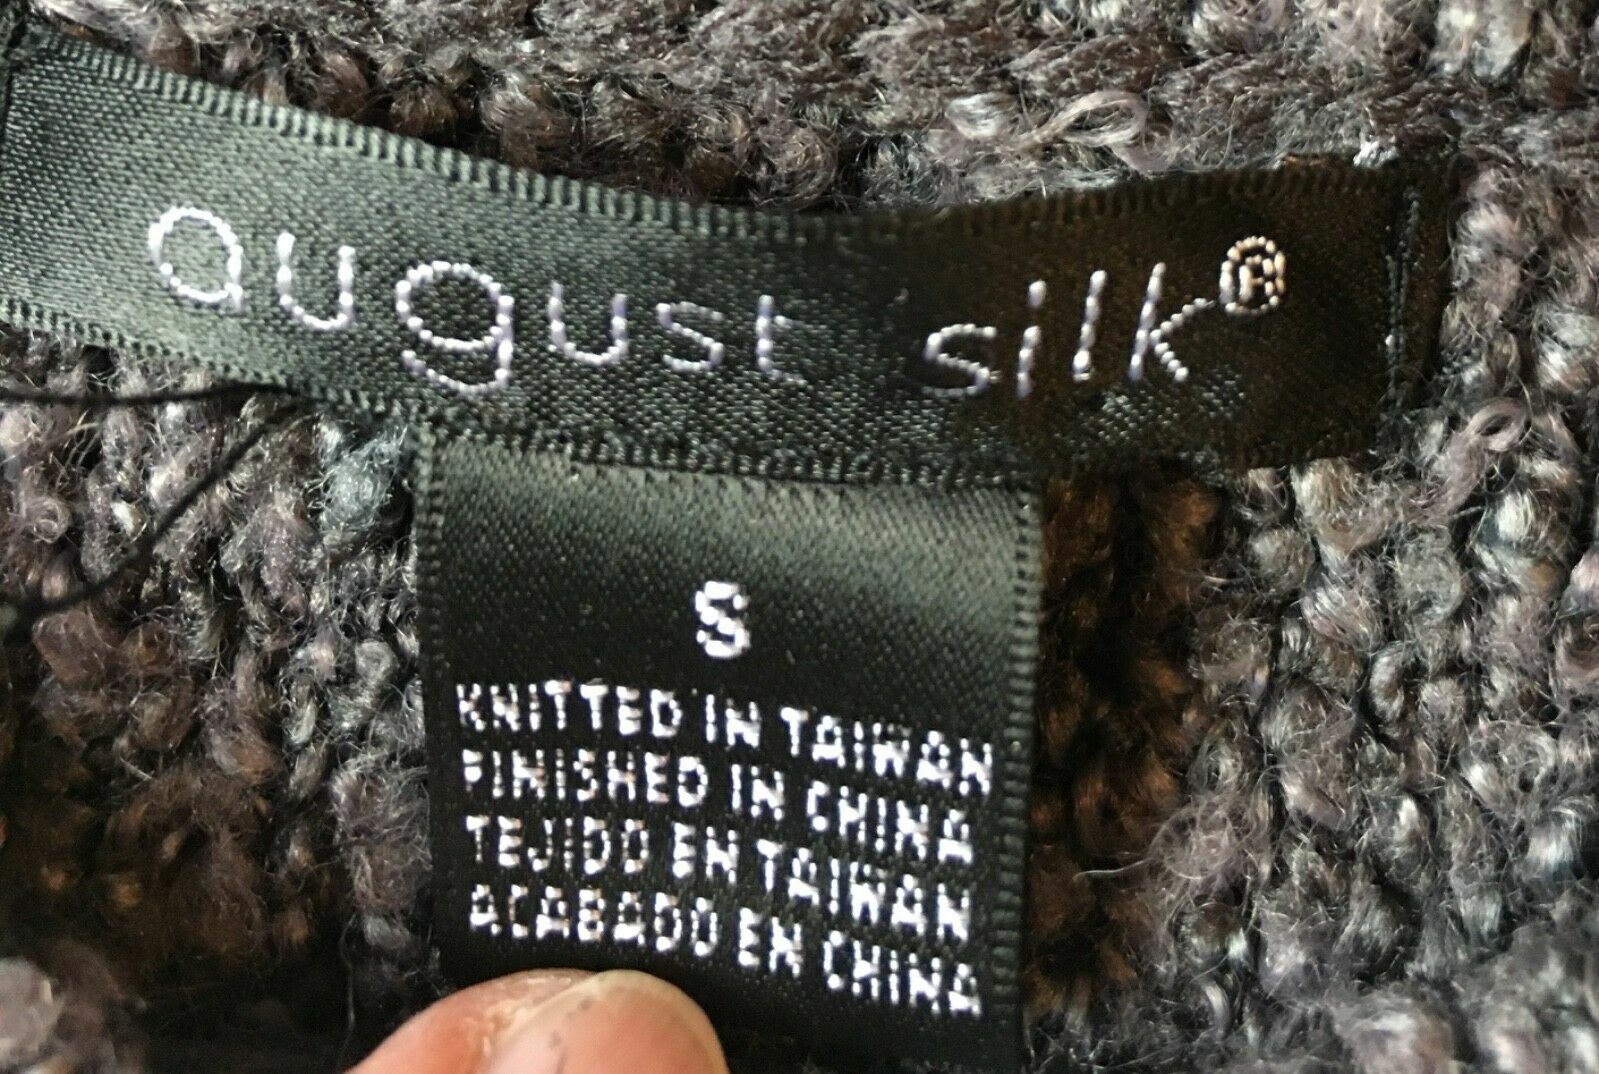 august silk®
S
KNITTED IN TAIWAN
FINISHED IN CHINA
TEJIDO EN TAIWAN
ACABADO EN CHINA